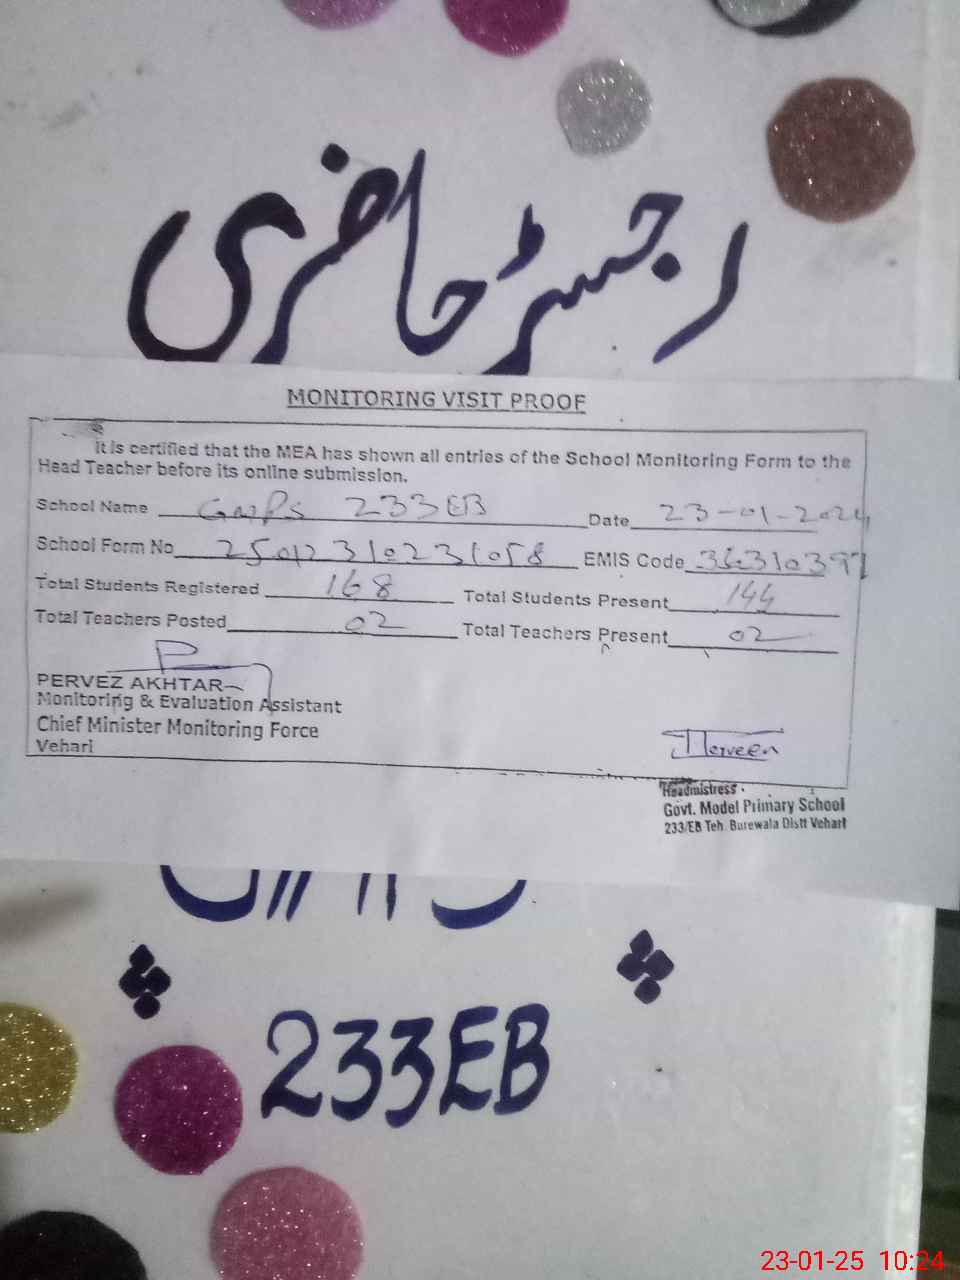 رجسٹر حاضری
MONITORING VISIT PROOF
It is certified that the MEA has shown all entries of the School Monitoring Form to the
Head Teacher before its online submission.
School Name GMPS 233EB Date 23-01-2024
School Form No 25012310231058 EMIS Code 36310397
Total Students Registered 168 Total Students Present 144
Total Teachers Posted 02 Total Teachers Present 02
PERVEZ AKHTAR
Monitoring & Evaluation Assistant
Chief Minister Monitoring Force
Vehari
Headmistress
Govt. Model Primary School
233/EB Teh. Burewala Distt Vehari
233EB
23-01-25 10:24